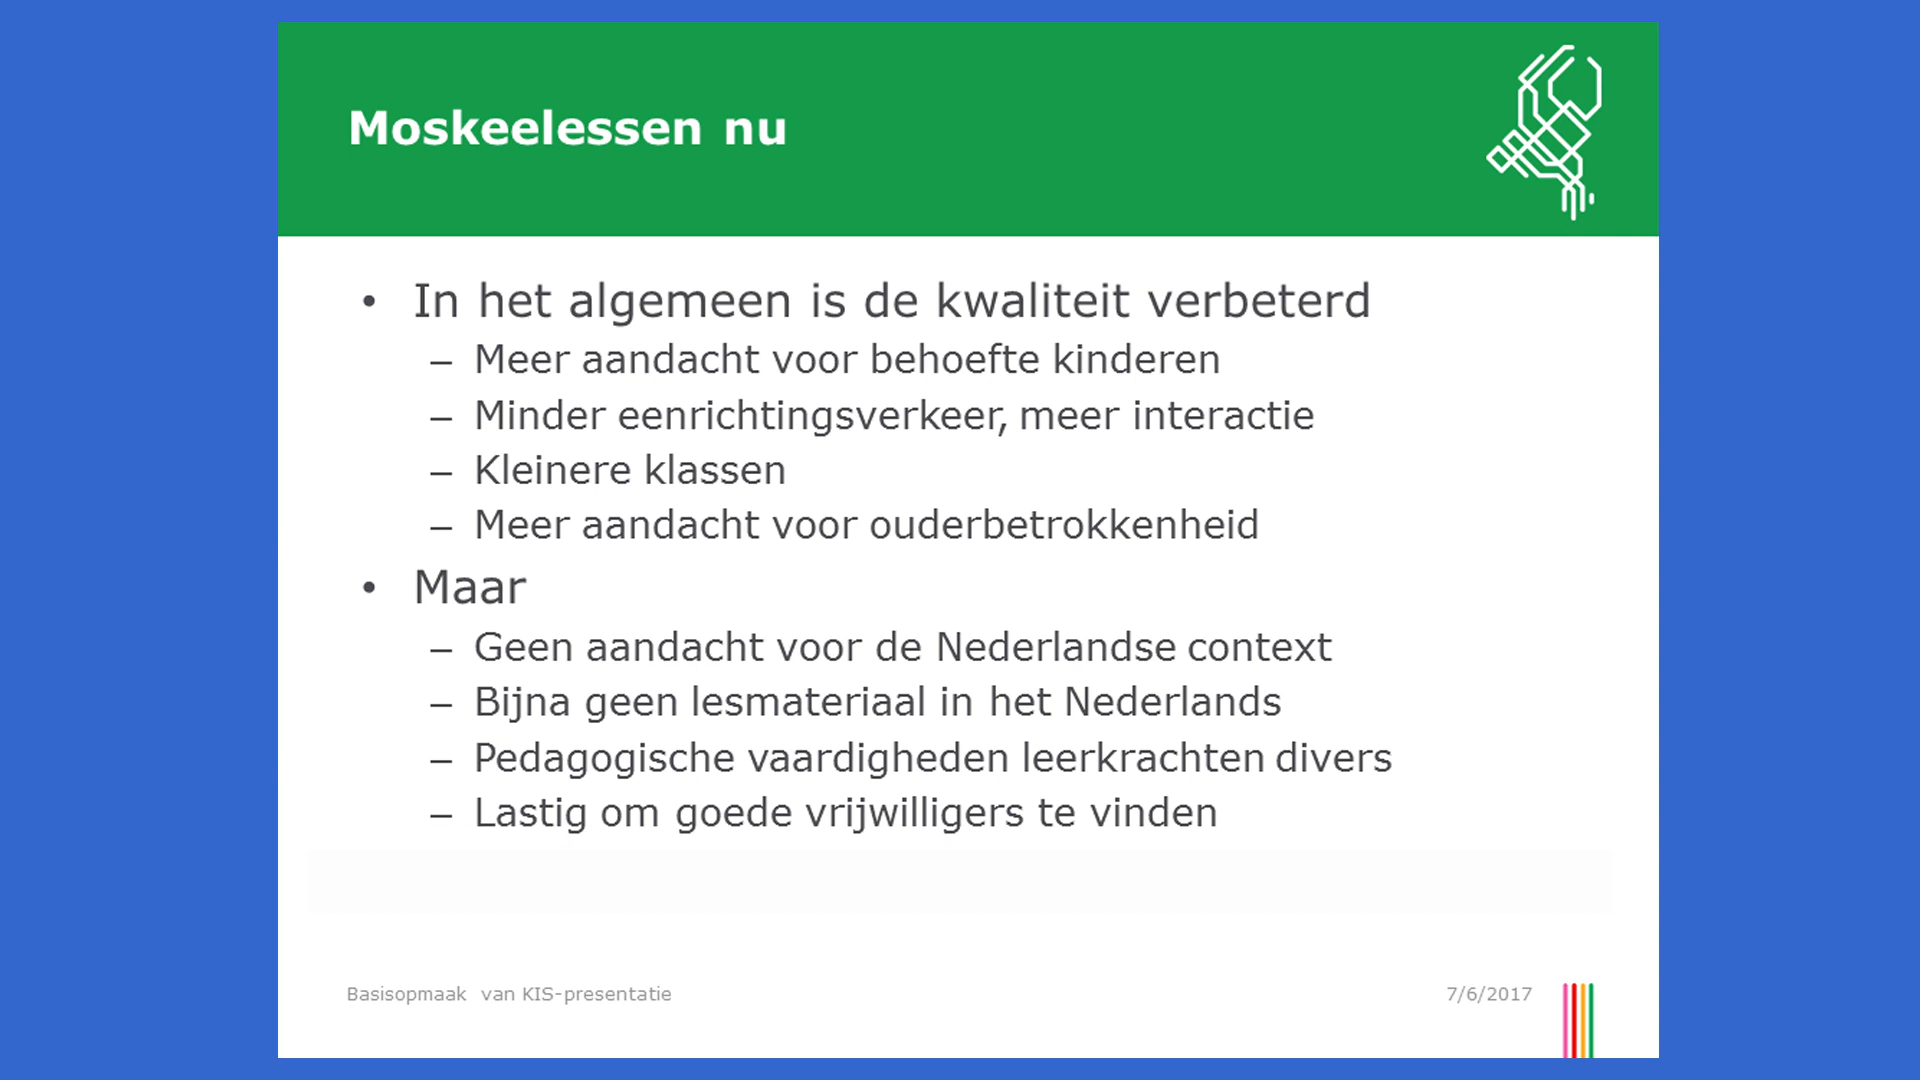 Moskeelessen nu
• In het algemeen is de kwaliteit verbeterd
– Meer aandacht voor behoefte kinderen
– Minder eenrichtingsverkeer, meer interactie
– Kleinere klassen
– Meer aandacht voor ouderbetrokkenheid
• Maar
– Geen aandacht voor de Nederlandse context
– Bijna geen lesmateriaal in het Nederlands
– Pedagogische vaardigheden leerkrachten divers
– Lastig om goede vrijwilligers te vinden
Basisopmaak van KIS-presentatie 7/6/2017